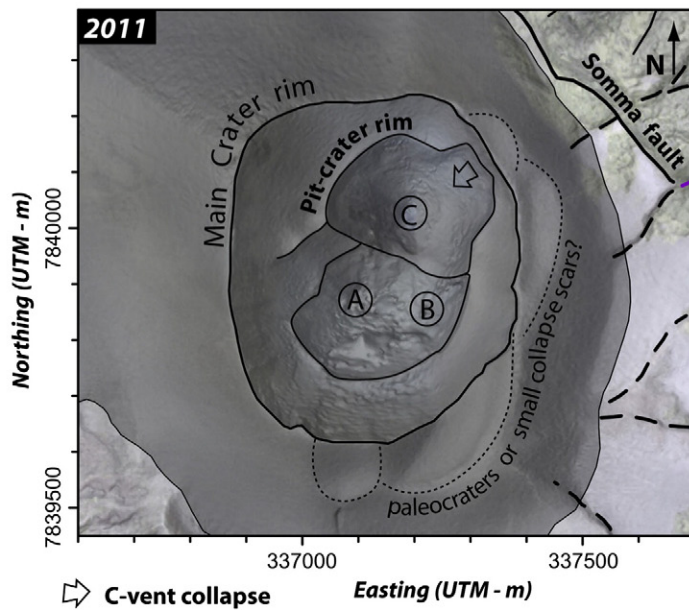 2011
N
Somma fault
Main Crater rim
Pit-crater rim
C
A
B
paleocraters or small collapse scars?
Northing (UTM - m)
7840000
7839500
337000
337500
Easting (UTM - m)
C-vent collapse